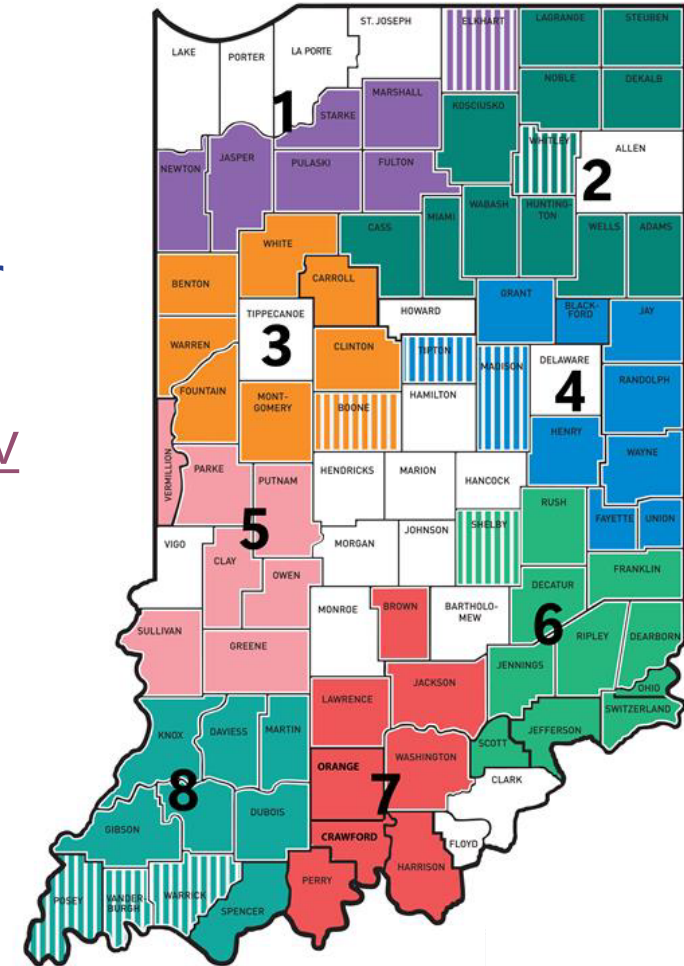 LAGRANGE
STEUBEN
ST. JOSEPH
ELKHART
LAKE
PORTER
LA PORTE
NOBLE
DEKALB
MARSHALL
KOSCIUSKO
1
STARKE
WHITLEY
ALLEN
NEWTON
JASPER
PULASKI
FULTON
2
WABASH
HUNTING-
TON
MIAMI
CASS
WELLS
ADAMS
WHITE
CARROLL
BENTON
GRANT
BLACK-
FORD
JAY
TIPPECANOE
HOWARD
3
WARREN
CLINTON
TIPTON
MADISON
DELAWARE
4
RANDOLPH
FOUNTAIN
MONT-
GOMERY
BOONE
HAMILTON
HENRY
WAYNE
VERMILLION
PARKE
PUTNAM
HENDRICKS
MARION
HANCOCK
RUSH
FAYETTE
UNION
5
VIGO
MORGAN
JOHNSON
SHELBY
CLAY
OWEN
FRANKLIN
DECATUR
MONROE
BROWN
BARTHOLO-
MEW
6
SULLIVAN
GREENE
RIPLEY
DEARBORN
JENNINGS
JACKSON
OHIO
LAWRENCE
SWITZERLAND
KNOX
DAVIESS
MARTIN
JEFFERSON
SCOTT
WASHINGTON
ORANGE
CLARK
8
7
DUBOIS
GIBSON
CRAWFORD
FLOYD
HARRISON
PERRY
POSEY
VANDER-
BURGH
WARRICK
SPENCER